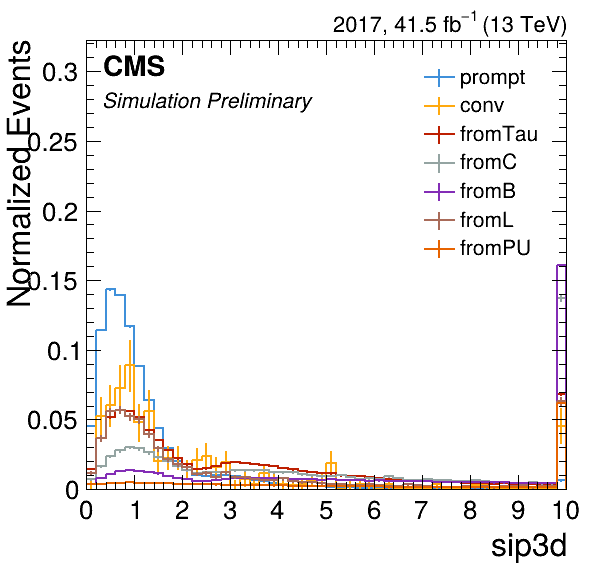 2017, 41.5 fb⁻¹ (13 TeV)
CMS
Simulation Preliminary
prompt
conv
fromTau
fromC
fromB
fromL
fromPU
Normalized Events
0.3
0.25
0.2
0.15
0.1
0.05
0
0 1 2 3 4 5 6 7 8 9 10
sip3d